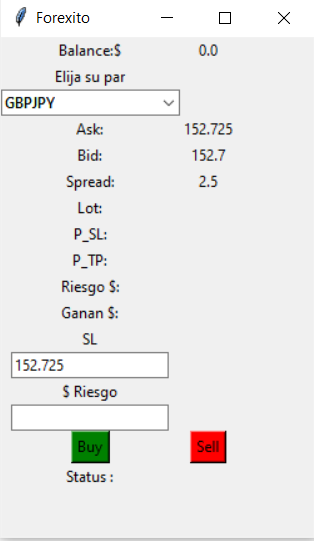 Forexito
Balance:$ 0.0
Elija su par
GBPJPY
Ask: 152.725
Bid: 152.7
Spread: 2.5
Lot:
P_SL:
P_TP:
Riesgo $:
Ganan $:
SL
152.725
$ Riesgo
Buy Sell
Status :